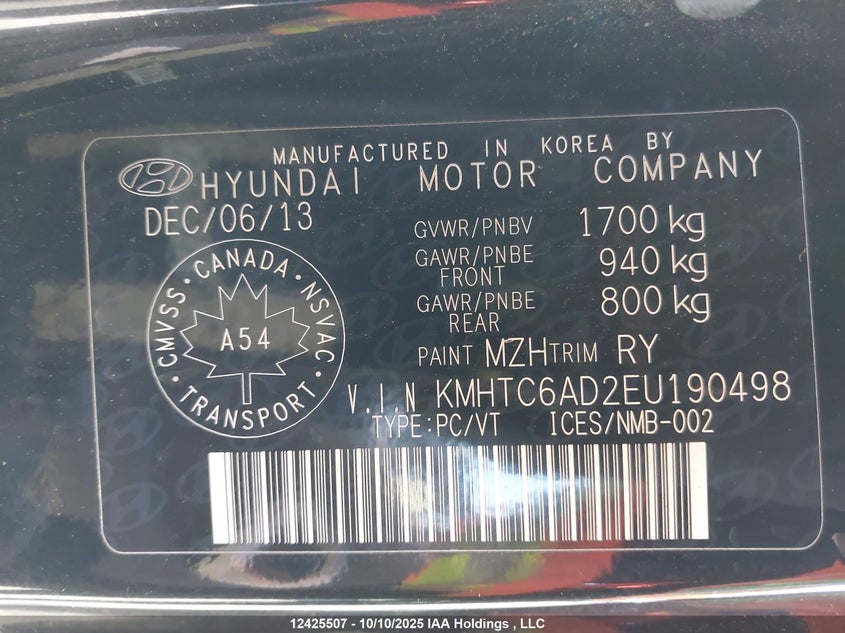 MANUFACTURED IN KOREA BY
HYUNDAI MOTOR COMPANY
DEC/06/13
GVWR/PNBV 1700 kg
GAWR/PNBE FRONT 940 kg
GAWR/PNBE REAR 800 kg
CANADA · NSVAC · TRANSPORT · CMVSS ·
A54
PAINT MZH TRIM RY
V.I.N KMHTC6AD2EU190498
TYPE:PC/VT ICES/NMB-002
12425507 - 10/10/2025 IAA Holdings , LLC